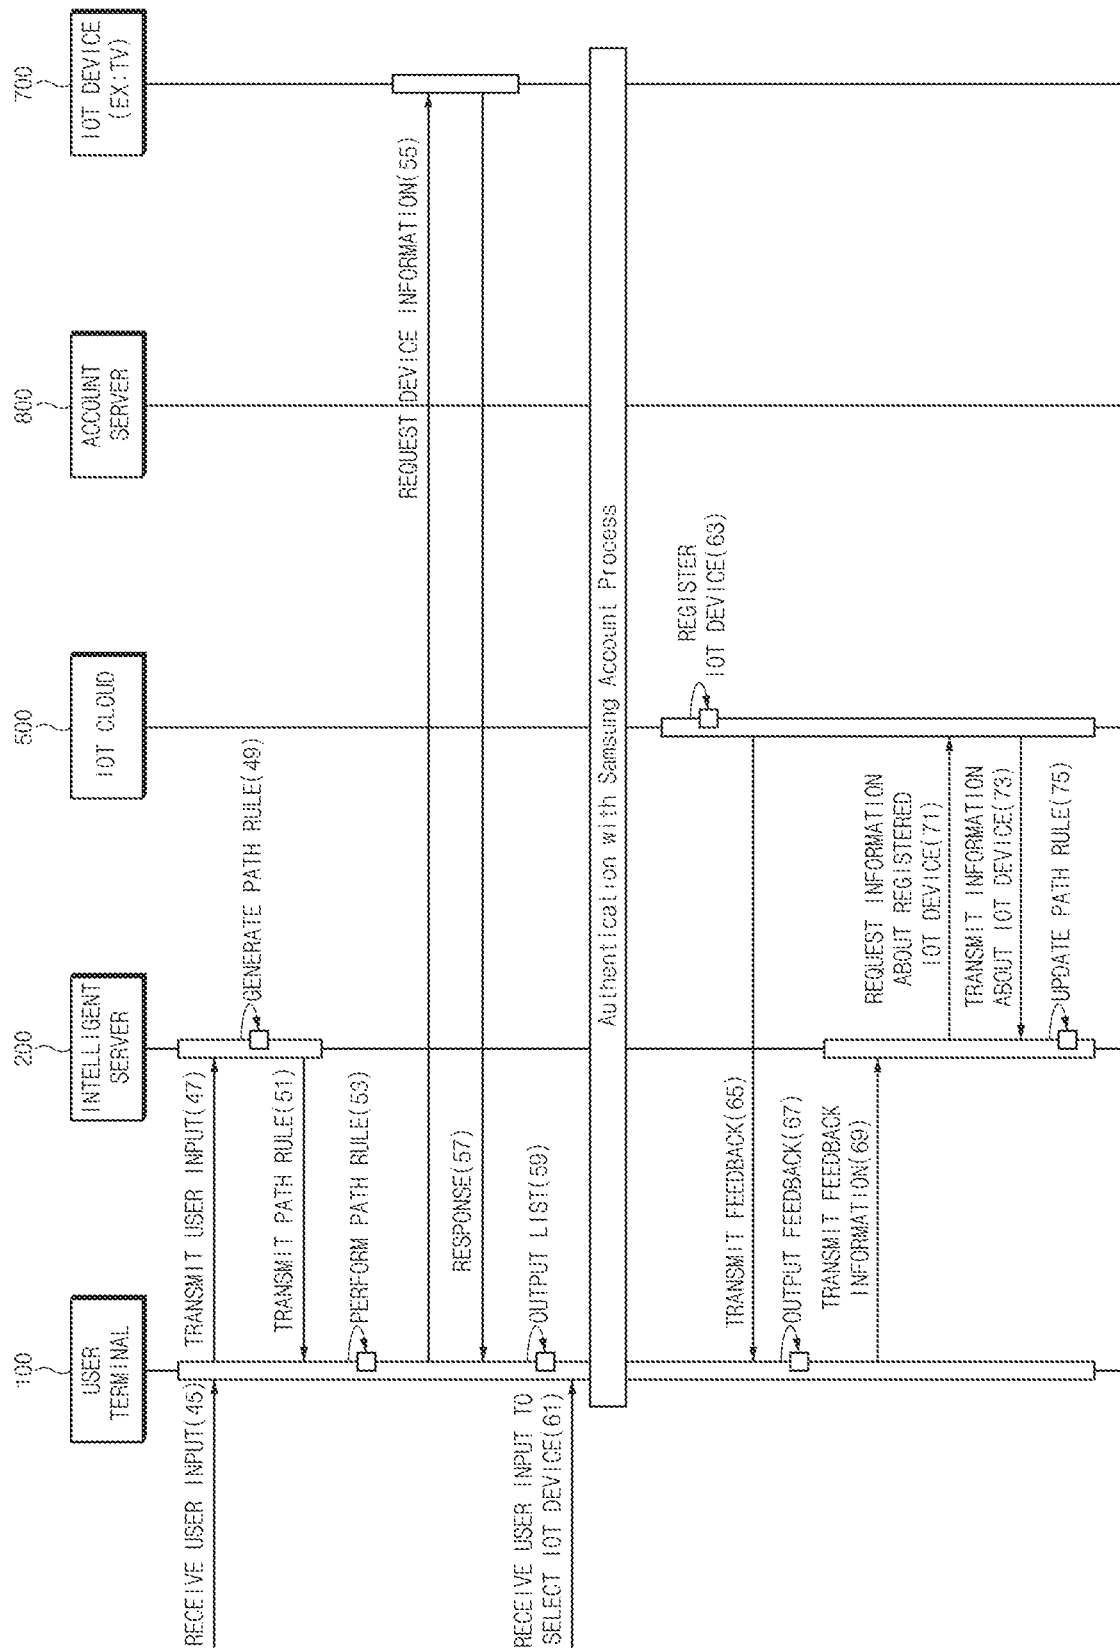 100
USER
TERMINAL
200
INTELLIGENT
SERVER
500
IOT CLOUD
800
ACCOUNT
SERVER
700
IOT DEVICE
(EX:TV)
RECEIVE USER INPUT(45)
TRANSMIT USER INPUT(47)
GENERATE PATH RULE(49)
TRANSMIT PATH RULE(51)
PERFORM PATH RULE(53)
REQUEST DEVICE INFORMATION(55)
RESPONSE(57)
OUTPUT LIST(59)
RECEIVE USER INPUT TO
SELECT IOT DEVICE(61)
Authentication with Samsung Account Process
REGISTER
IOT DEVICE(63)
TRANSMIT FEEDBACK(65)
OUTPUT FEEDBACK(67)
TRANSMIT FEEDBACK
INFORMATION(69)
REQUEST INFORMATION
ABOUT REGISTERED
IOT DEVICE(71)
TRANSMIT INFORMATION
ABOUT IOT DEVICE(73)
UPDATE PATH RULE(75)